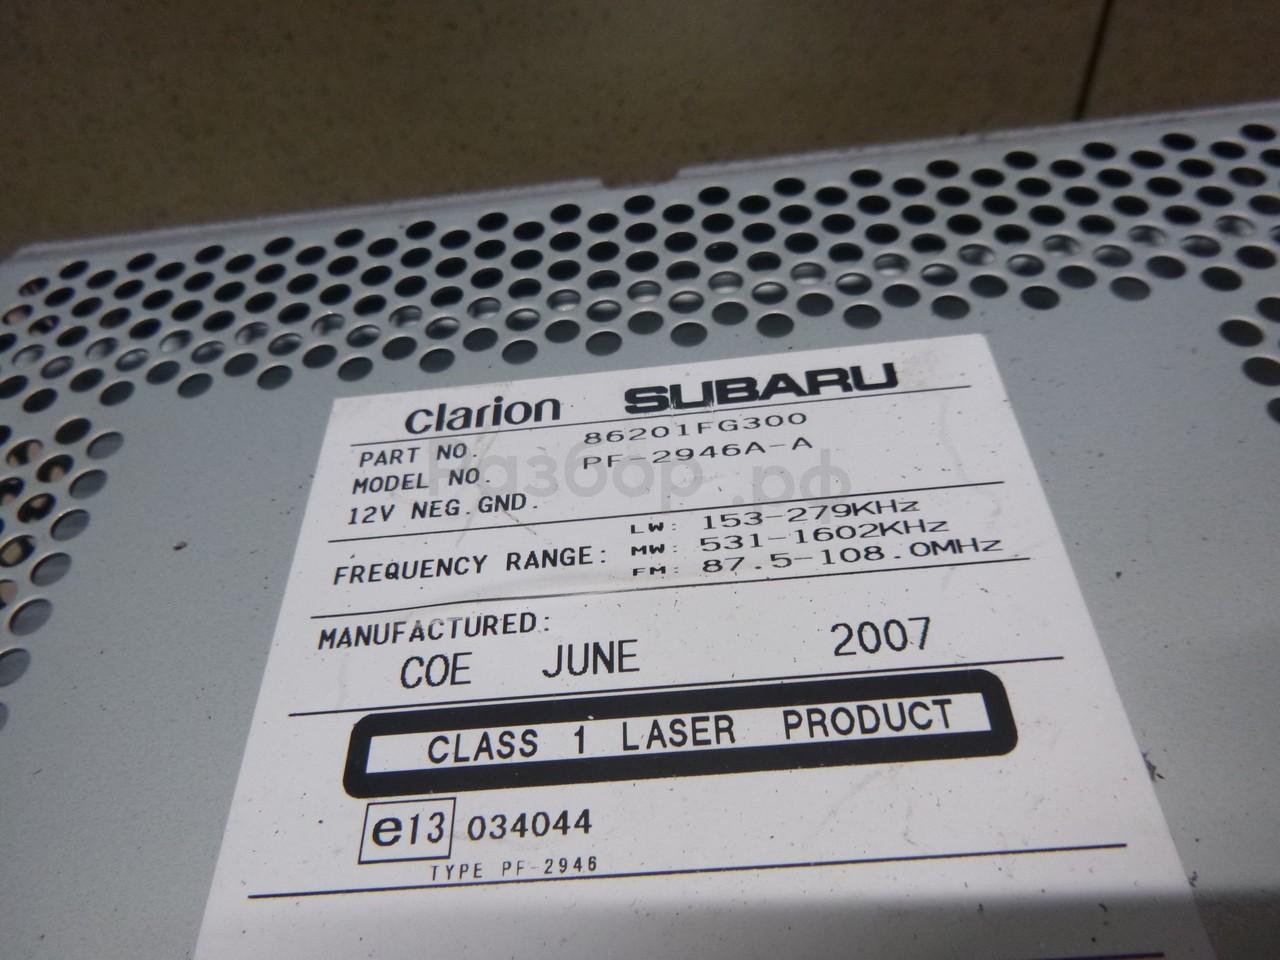 clarion SUBARU
PART NO. 86201FG300
MODEL NO. PF-2946A-A
12V NEG.GND.
Разбор.рф
FREQUENCY RANGE: LW: 153-279KHz
MW: 531-1602KHz
FM: 87.5-108.0MHz
MANUFACTURED:
COE JUNE 2007
CLASS 1 LASER PRODUCT
e13 034044
TYPE PF-2946